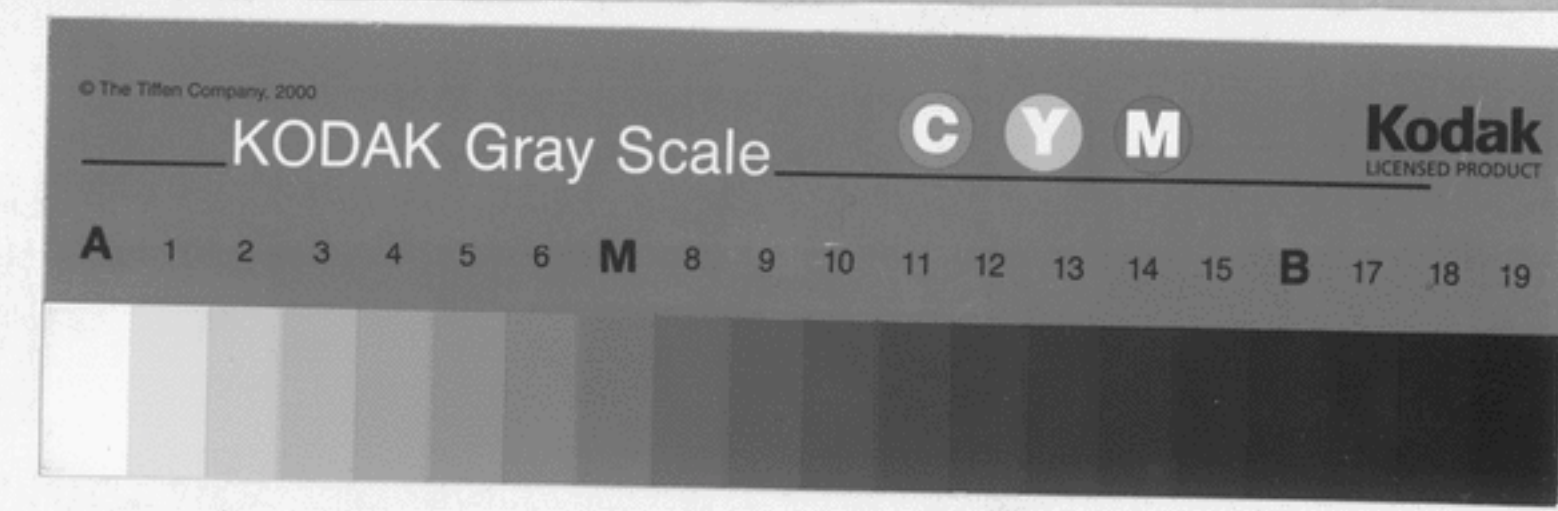 © The Tiffen Company, 2000
KODAK Gray Scale
C Y M
Kodak
LICENSED PRODUCT
A 1 2 3 4 5 6 M 8 9 10 11 12 13 14 15 B 17 18 19